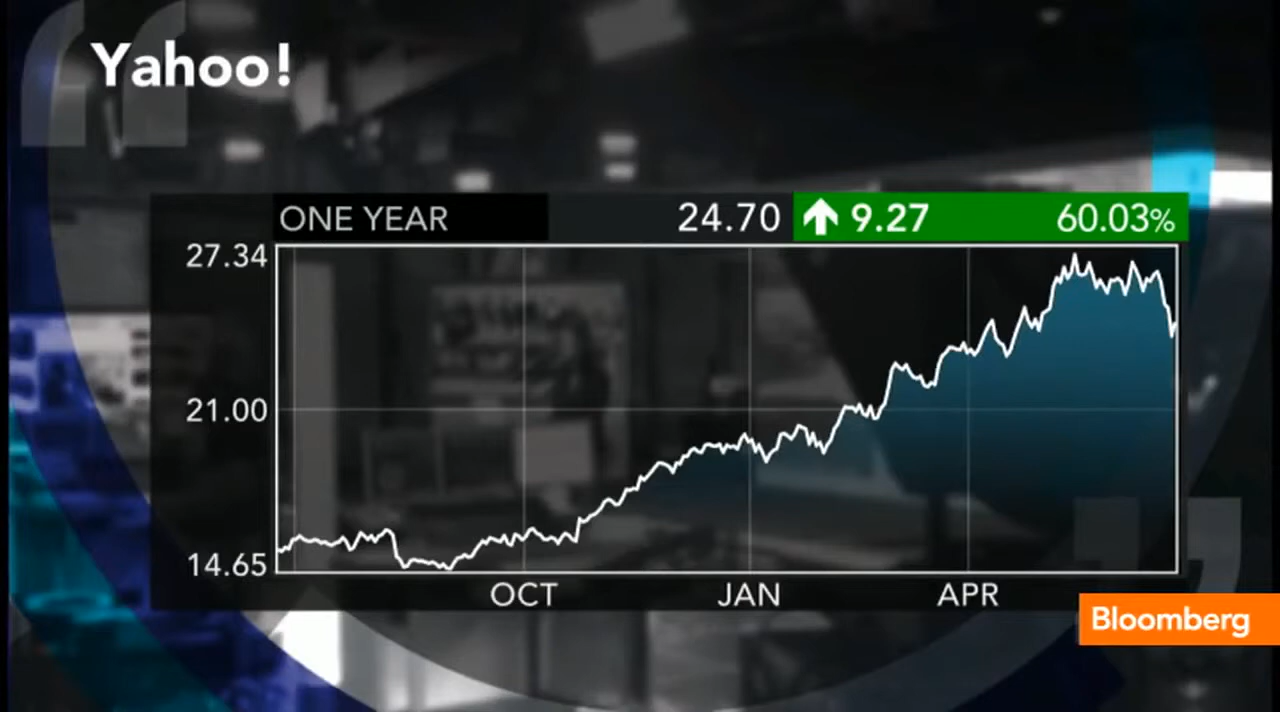 Yahoo!
ONE YEAR 24.70 9.27 60.03%
27.34
21.00
14.65
OCT JAN APR
Bloomberg